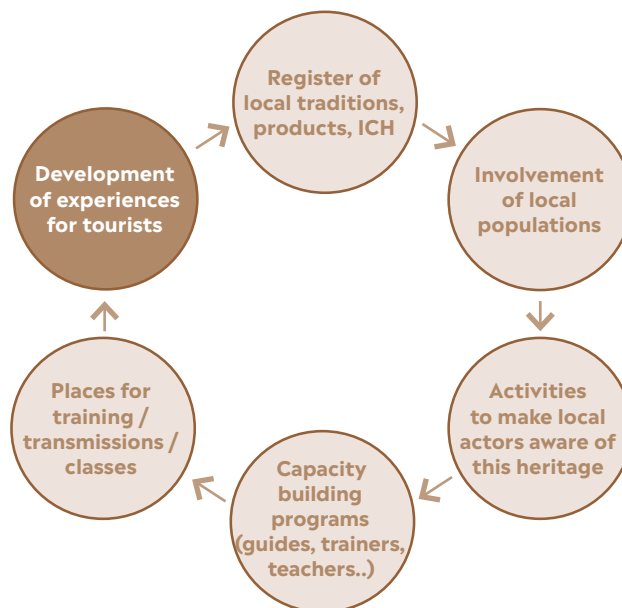 Register of
local traditions,
products, ICH
Involvement
of local
populations
Activities
to make local
actors aware of
this heritage
Capacity
building
programs
(guides, trainers,
teachers..)
Places for
training /
transmissions /
classes
Development
of experiences
for tourists